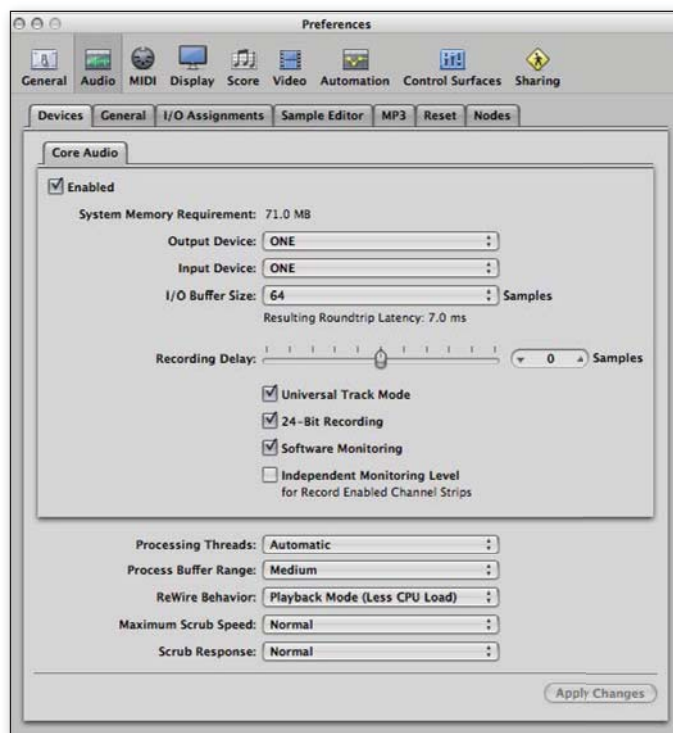 Preferences
General Audio MIDI Display Score Video Automation Control Surfaces Sharing
Devices General I/O Assignments Sample Editor MP3 Reset Nodes
Core Audio
Enabled
System Memory Requirement: 71.0 MB
Output Device: ONE
Input Device: ONE
I/O Buffer Size: 64 Samples
Resulting Roundtrip Latency: 7.0 ms
Recording Delay: 0 Samples
Universal Track Mode
24-Bit Recording
Software Monitoring
Independent Monitoring Level
for Record Enabled Channel Strips
Processing Threads: Automatic
Process Buffer Range: Medium
ReWire Behavior: Playback Mode (Less CPU Load)
Maximum Scrub Speed: Normal
Scrub Response: Normal
Apply Changes